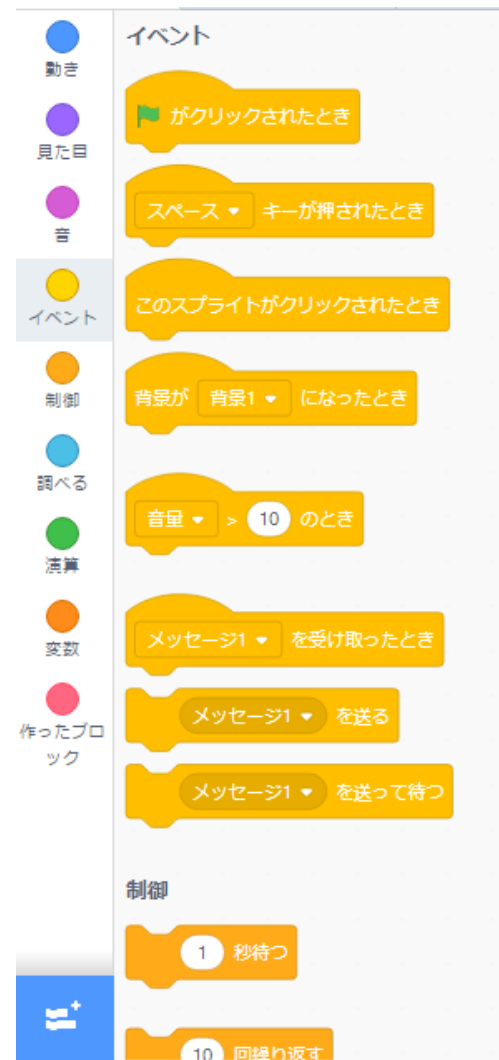 動き
見た目
音
イベント
制御
調べる
演算
変数
作ったブロ
ック
イベント
がクリックされたとき
スペース キーが押されたとき
このスプライトがクリックされたとき
背景が 背景1 になったとき
音量 > 10 のとき
メッセージ1 を受け取ったとき
メッセージ1 を送る
メッセージ1 を送って待つ
制御
1 秒待つ
10 回繰り返す